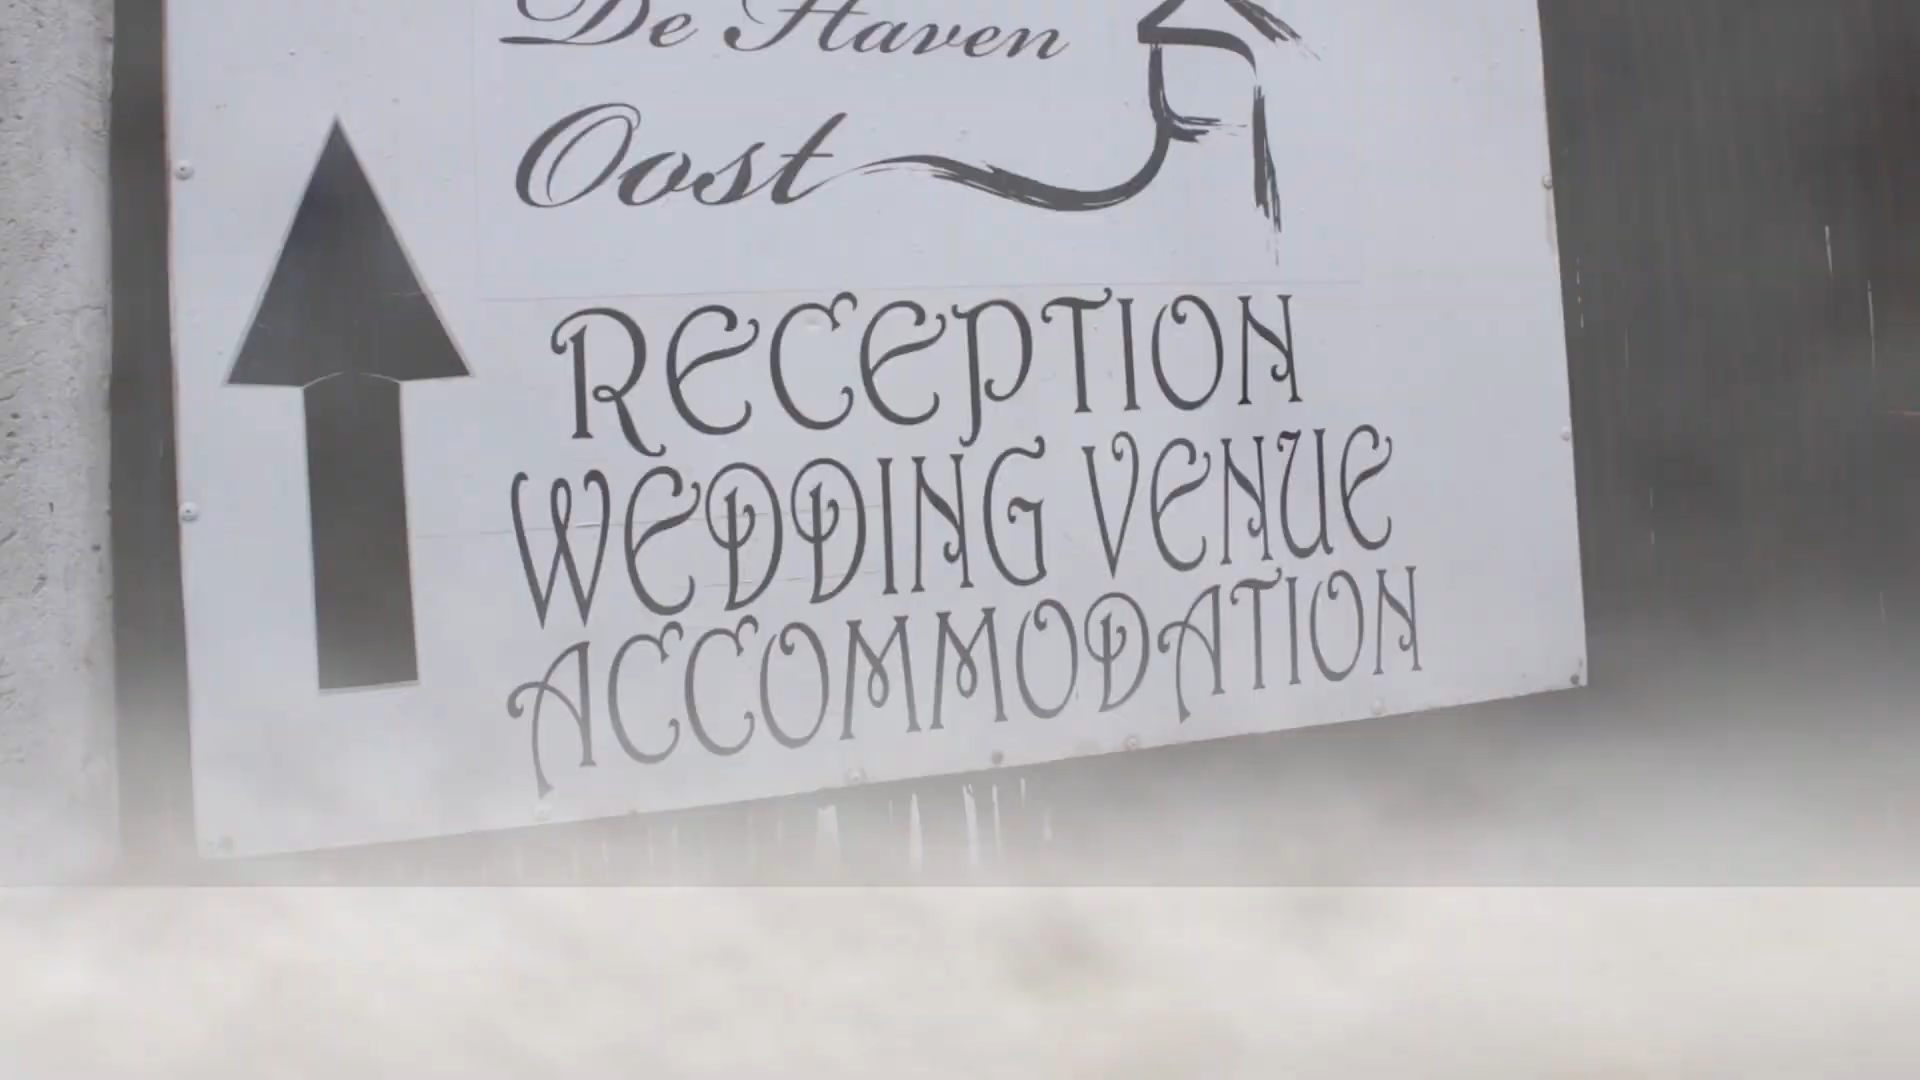 De Haven
Oost
RECEPTION
WEDDING VENUE
ACCOMMODATION